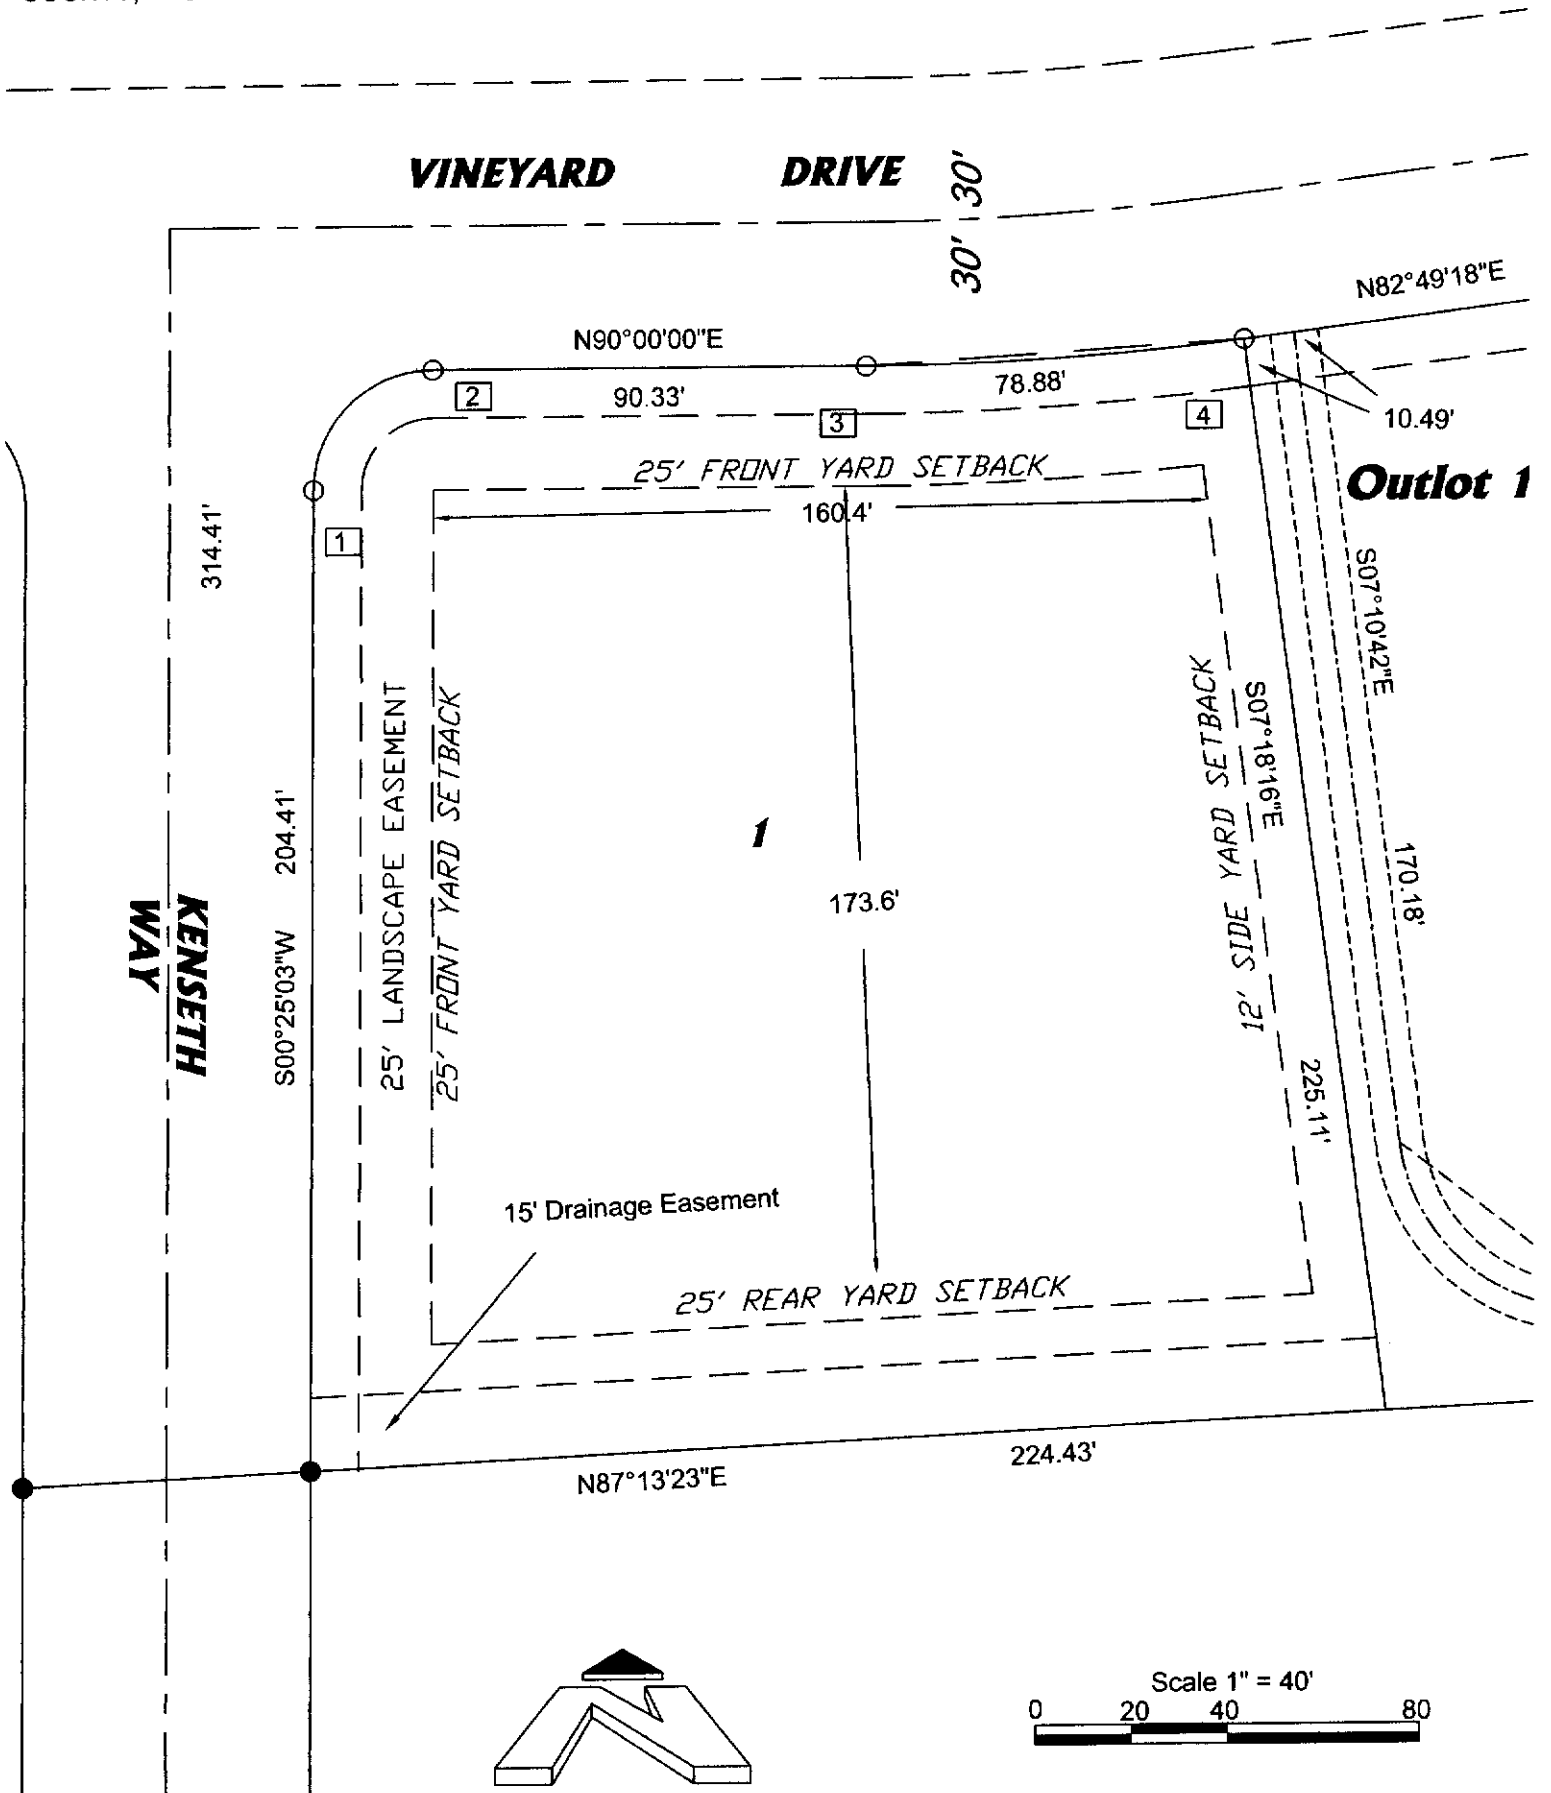 VINEYARD DRIVE
30'
30'
N82°49'18"E
N90°00'00"E
2
90.33'
3
78.88'
4
10.49'
25' FRONT YARD SETBACK
Outlot 1
160.4'
1
314.41'
S07°10'42"E
25' LANDSCAPE EASEMENT
25' FRONT YARD SETBACK
12' SIDE YARD SETBACK
S07°18'16"E
204.41'
1
170.18'
173.6'
KENSETH
WAY
S00°25'03"W
225.11'
15' Drainage Easement
25' REAR YARD SETBACK
224.43'
N87°13'23"E
Scale 1" = 40'
0 20 40 80